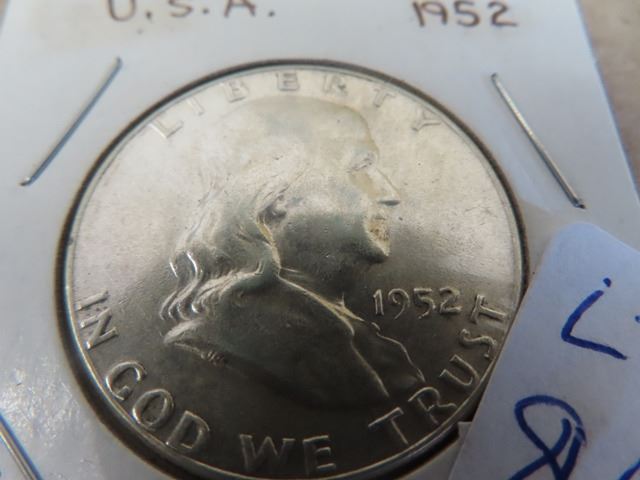 U.S.A. 1952
LIBERTY
1952
IN GOD WE TRUST